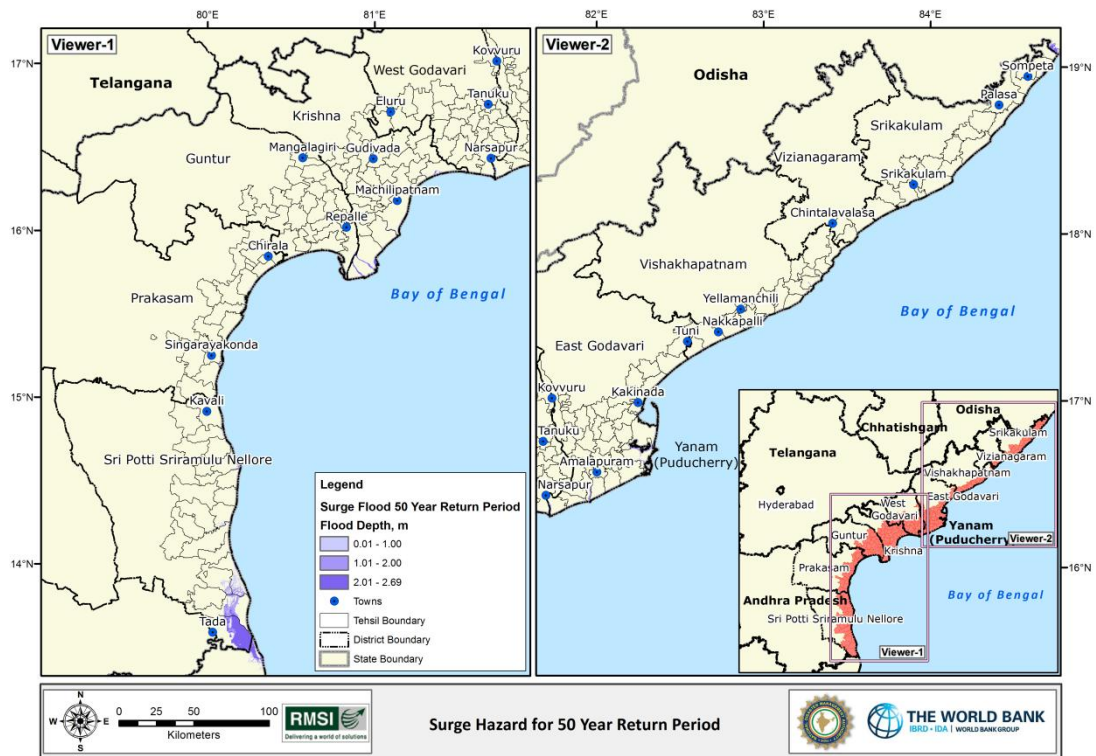 80°E
81°E
82°E
83°E
84°E
Viewer-1
Kovvuru
17°N
Telangana
West Godavari
Tanuku
Eluru
Krishna
Mangalagiri
Gudivada
Narsapur
Guntur
Machilipatnam
Repalle
16°N
Chirala
Prakasam
Bay of Bengal
Singarayakonda
15°N
Kavali
Sri Potti Sriramulu Nellore
14°N
Tada
Legend
Surge Flood 50 Year Return Period
Flood Depth, m
0.01 - 1.00
1.01 - 2.00
2.01 - 2.69
Towns
Tehsil Boundary
District Boundary
State Boundary
Viewer-2
Sompeta
19°N
Odisha
Palasa
Srikakulam
Vizianagaram
Srikakulam
Chintalavalasa
18°N
Vishakhapatnam
Yellamanchili
Bay of Bengal
Nakkapalli
Tuni
East Godavari
Kovvuru
Kakinada
17°N
Tanuku
Yanam
(Puducherry)
Amalapuram
Narsapur
16°N
Odisha
Chhatishgarh
Srikakulam
Telangana
Vizianagaram
Vishakhapatnam
Hyderabad
East Godavari
West
Godavari
Yanam
(Puducherry)
Viewer-2
Guntur
Krishna
Prakasam
Andhra Pradesh
Bay of Bengal
Sri Potti Sriramulu Nellore
Viewer-1
N
W
E
S
0 25 50 100
Kilometers
RMSI
Delivering a world of solutions
Surge Hazard for 50 Year Return Period
THE WORLD BANK
IBRD • IDA | WORLD BANK GROUP